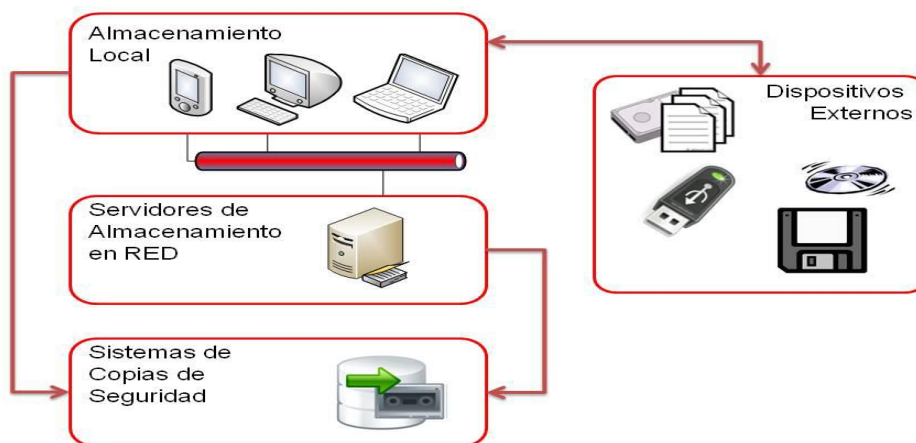 Almacenamiento
Local
Dispositivos
Externos
Servidores de
Almacenamiento
en RED
Sistemas de
Copias de
Seguridad